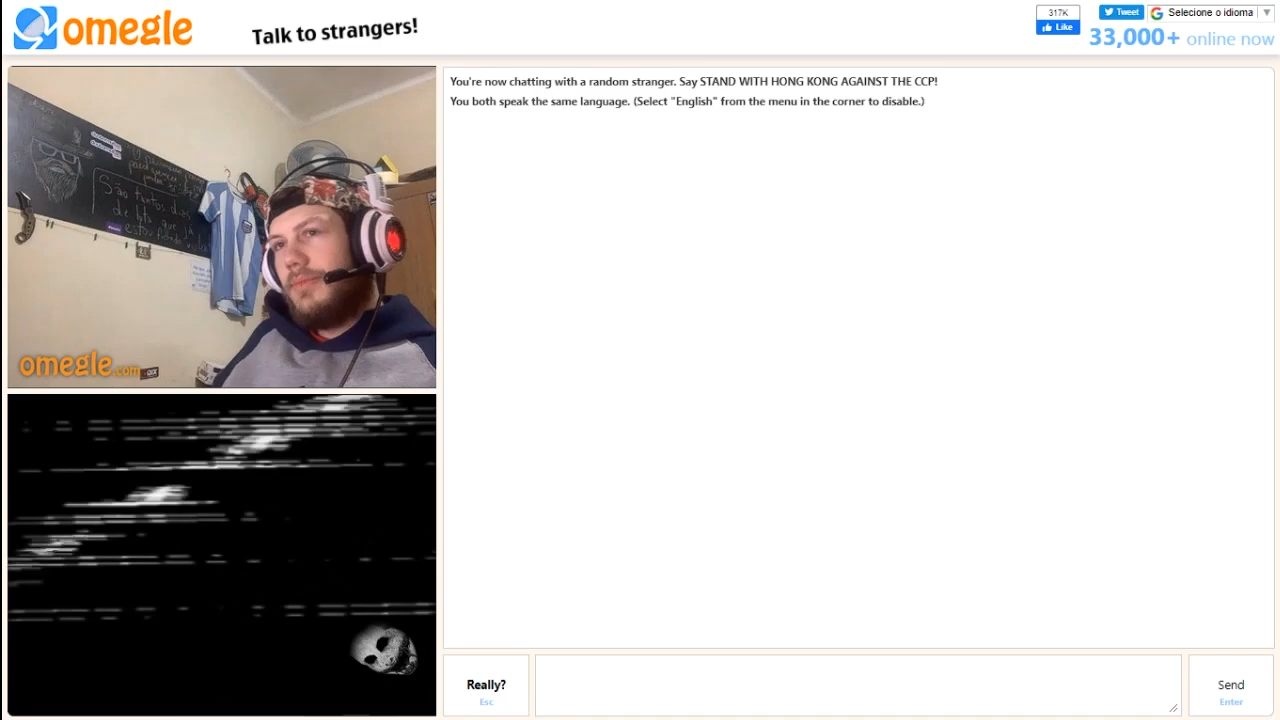 omegle
Talk to strangers!
317K
Like
Tweet
Selecione o idioma
33,000+ online now
You're now chatting with a random stranger. Say STAND WITH HONG KONG AGAINST THE CCP!
You both speak the same language. (Select "English" from the menu in the corner to disable.)
São tantos dias
de luta que já
estou
omegle.com
Really?
Esc
Send
Enter